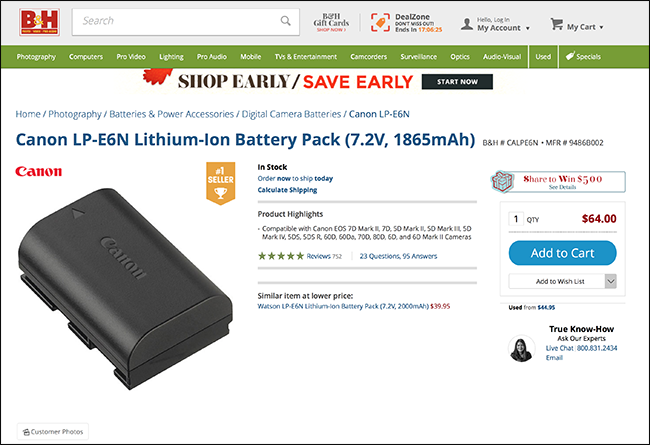 B&H
PHOTO - VIDEO - PRO AUDIO
Search
B&H
Gift Cards
SHOP NOW !
DealZone
DON'T MISS OUT!
Ends In 17:06:25
Hello, Log In
My Account
My Cart
Photography Computers Pro Video Lighting Pro Audio Mobile TVs & Entertainment Camcorders Surveillance Optics Audio-Visual Used Specials
SHOP EARLY / SAVE EARLY START NOW
Home / Photography / Batteries & Power Accessories / Digital Camera Batteries / Canon LP-E6N
Canon LP-E6N Lithium-Ion Battery Pack (7.2V, 1865mAh) B&H # CALPE6N • MFR # 9486B002
Canon
#1
SELLER
Canon
In Stock
Order now to ship today
Calculate Shipping
Product Highlights
- Compatible with Canon EOS 7D Mark II, 7D, 5D Mark II, 5D Mark III, 5D
Mark IV, 5DS, 5DS R, 60D, 60Da, 70D, 80D, 6D, and 6D Mark II Cameras
Reviews 752
23 Questions, 95 Answers
Similar item at lower price:
Watson LP-E6N Lithium-Ion Battery Pack (7.2V, 2000mAh) $39.95
Share to Win $500
See Details
1 QTY $64.00
Add to Cart
Add to Wish List
Used from $44.95
True Know-How
Ask Our Experts
Live Chat 800.831.2434
Email
Customer Photos